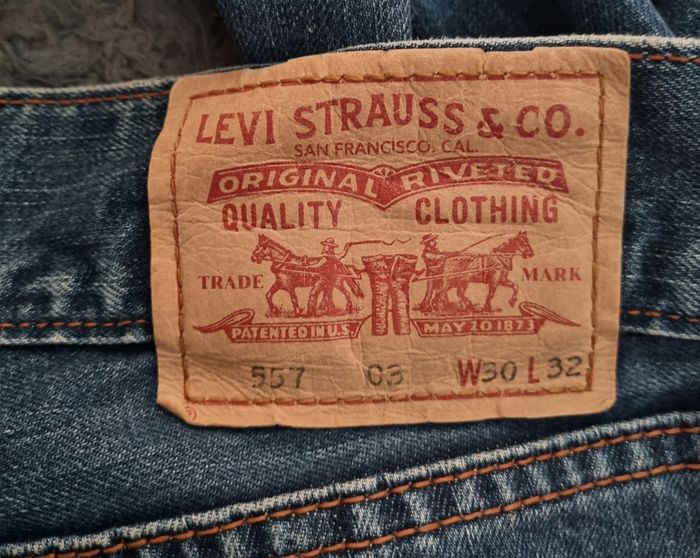 LEVI STRAUSS & CO.
SAN FRANCISCO, CAL.
ORIGINAL RIVETED
QUALITY CLOTHING
TRADE MARK
PATENTED IN U.S. MAY 20 1873
557 03 W30 L 32